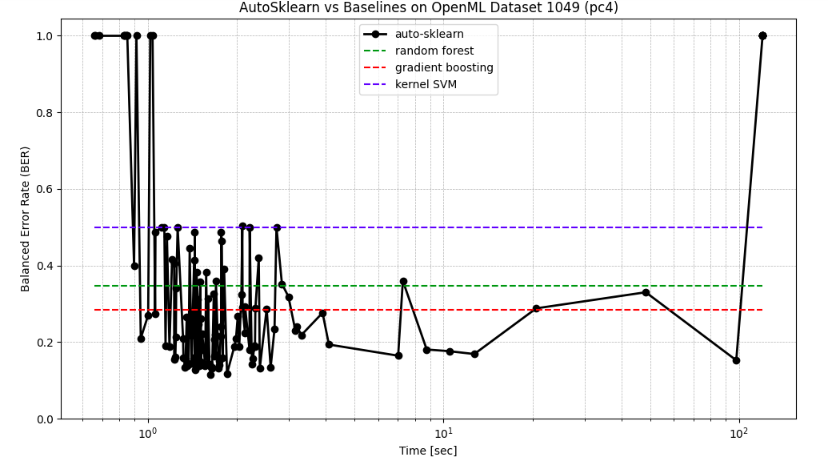 AutoSklearn vs Baselines on OpenML Dataset 1049 (pc4)
auto-sklearn
random forest
gradient boosting
kernel SVM
Balanced Error Rate (BER)
1.0
0.8
0.6
0.4
0.2
0.0
10⁰
10¹
10²
Time [sec]